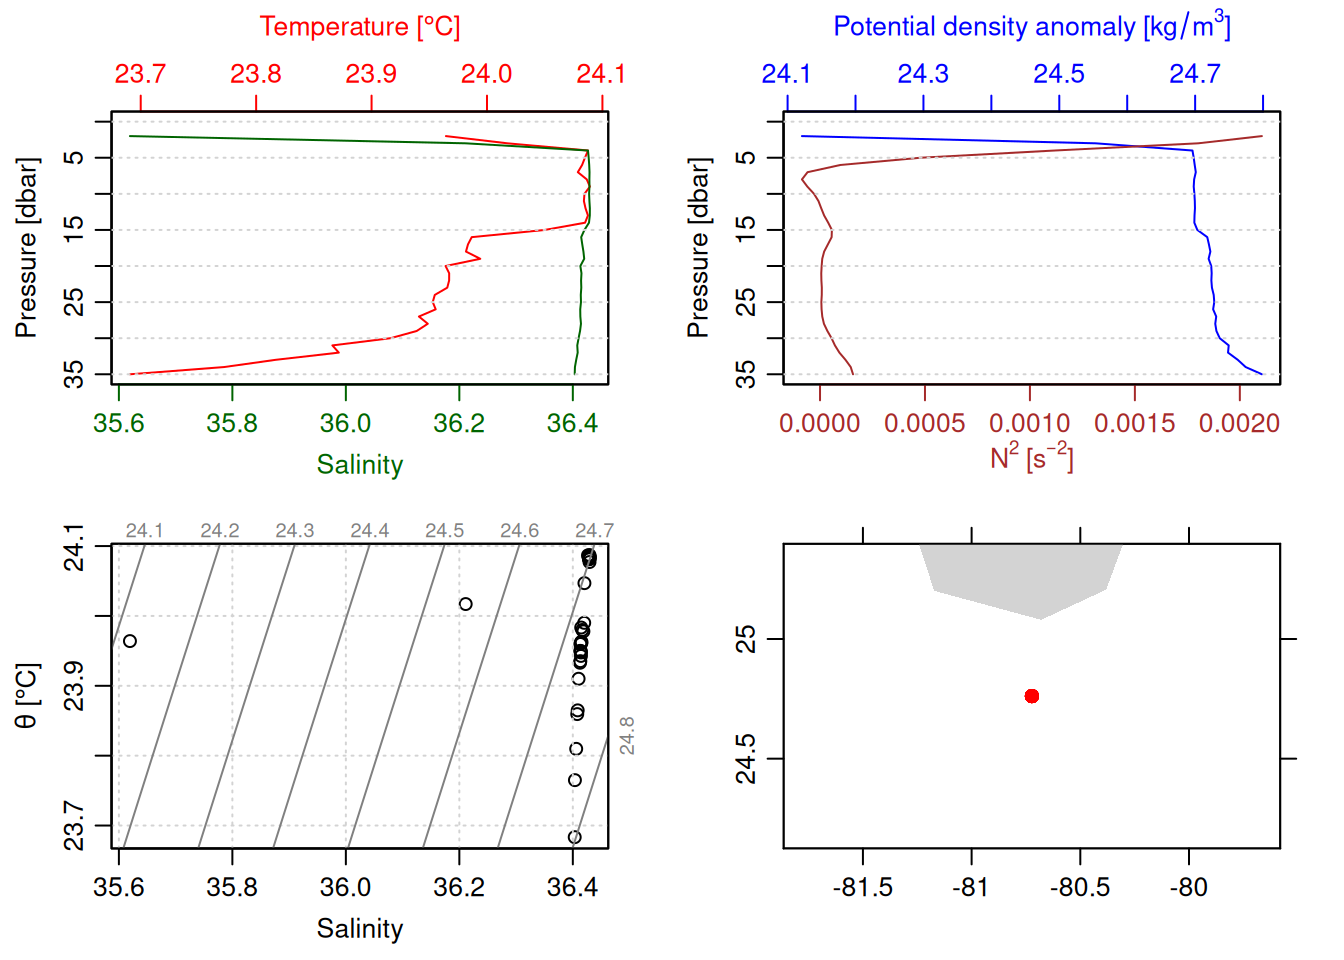 Temperature [°C]
23.7 23.8 23.9 24.0 24.1
Pressure [dbar]
5
15
25
35
35.6 35.8 36.0 36.2 36.4
Salinity
Potential density anomaly [kg/m³]
24.1 24.3 24.5 24.7
Pressure [dbar]
5
15
25
35
0.0000 0.0005 0.0010 0.0015 0.0020
N² [s⁻²]
24.1 24.2 24.3 24.4 24.5 24.6 24.7
24.8
θ [°C]
24.1
23.9
23.7
35.6 35.8 36.0 36.2 36.4
Salinity
25
24.5
-81.5 -81 -80.5 -80